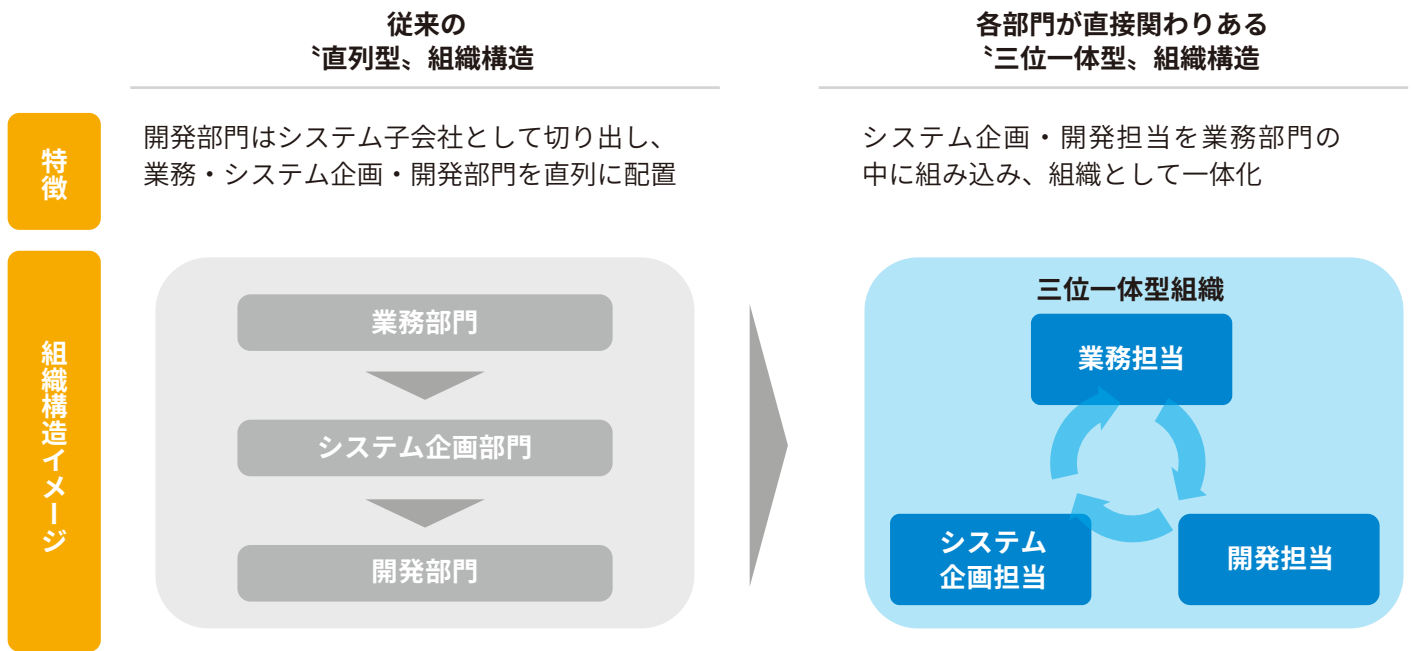 従来の
〝直列型〟組織構造
各部門が直接関わりある
〝三位一体型〟組織構造
特徴
開発部門はシステム子会社として切り出し、
業務・システム企画・開発部門を直列に配置
システム企画・開発担当を業務部門の
中に組み込み、組織として一体化
組織構造イメージ
業務部門
システム企画部門
開発部門
三位一体型組織
業務担当
システム
企画担当
開発担当